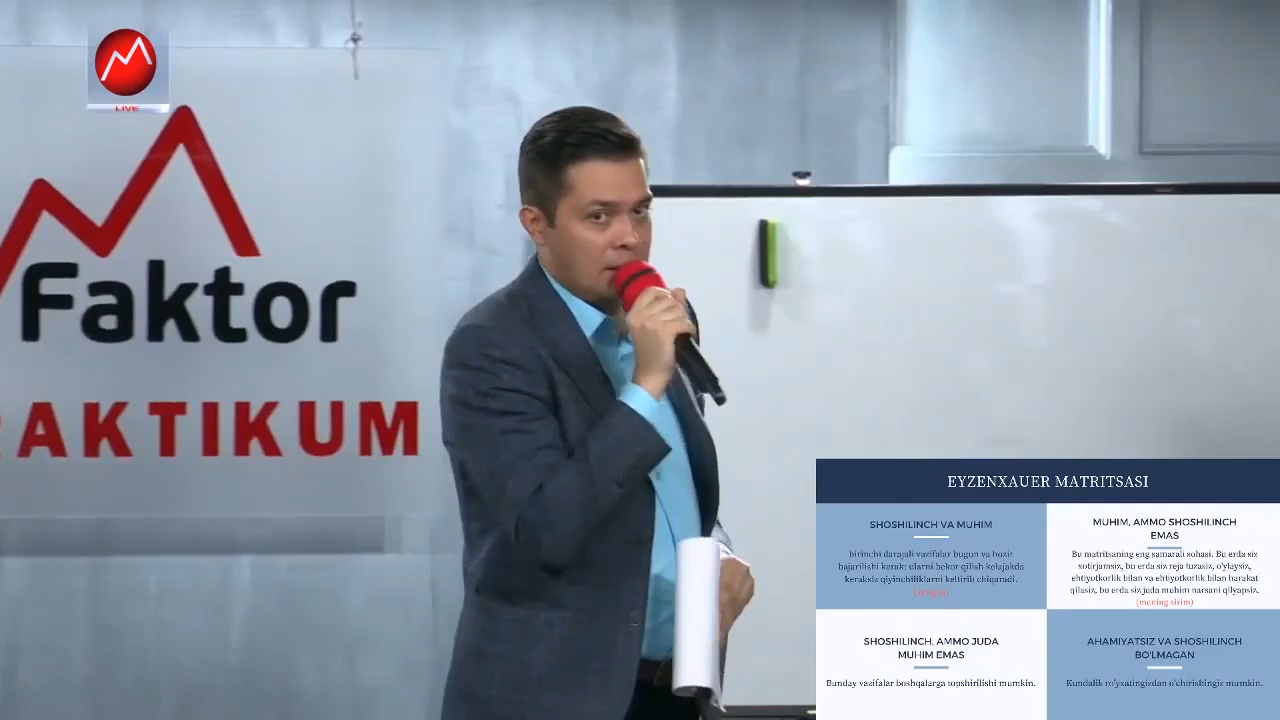 LIVE
Faktor
RAKTIKUM
EYZENXAUER MATRITSASI
SHOSHILINCH VA MUHIM
birinchi darajali vazifalar bugun va hozir
bajarilishi kerak: ularni bekor qilish kelajakda
keraksiz qiyinchiliklarni keltirib chiqaradi.
MUHIM, AMMO SHOSHILINCH
EMAS
Bu matritsaning eng samarali sohasi. Bu erda siz
xotirjamsiz, bu erda siz reja tuzasiz, o'ylaysiz,
ehtiyotkorlik bilan va ehtiyotkorlik bilan harakat
qilasiz, bu erda siz juda muhim narsani qilyapsiz.
(mening sirim)
SHOSHILINCH, AMMO JUDA
MUHIM EMAS
Bunday vazifalar boshqalarga topshirilishi mumkin.
AHAMIYATSIZ VA SHOSHILINCH
BO'LMAGAN
Kundalik ro'yxatingizdan o'chirishingiz mumkin.